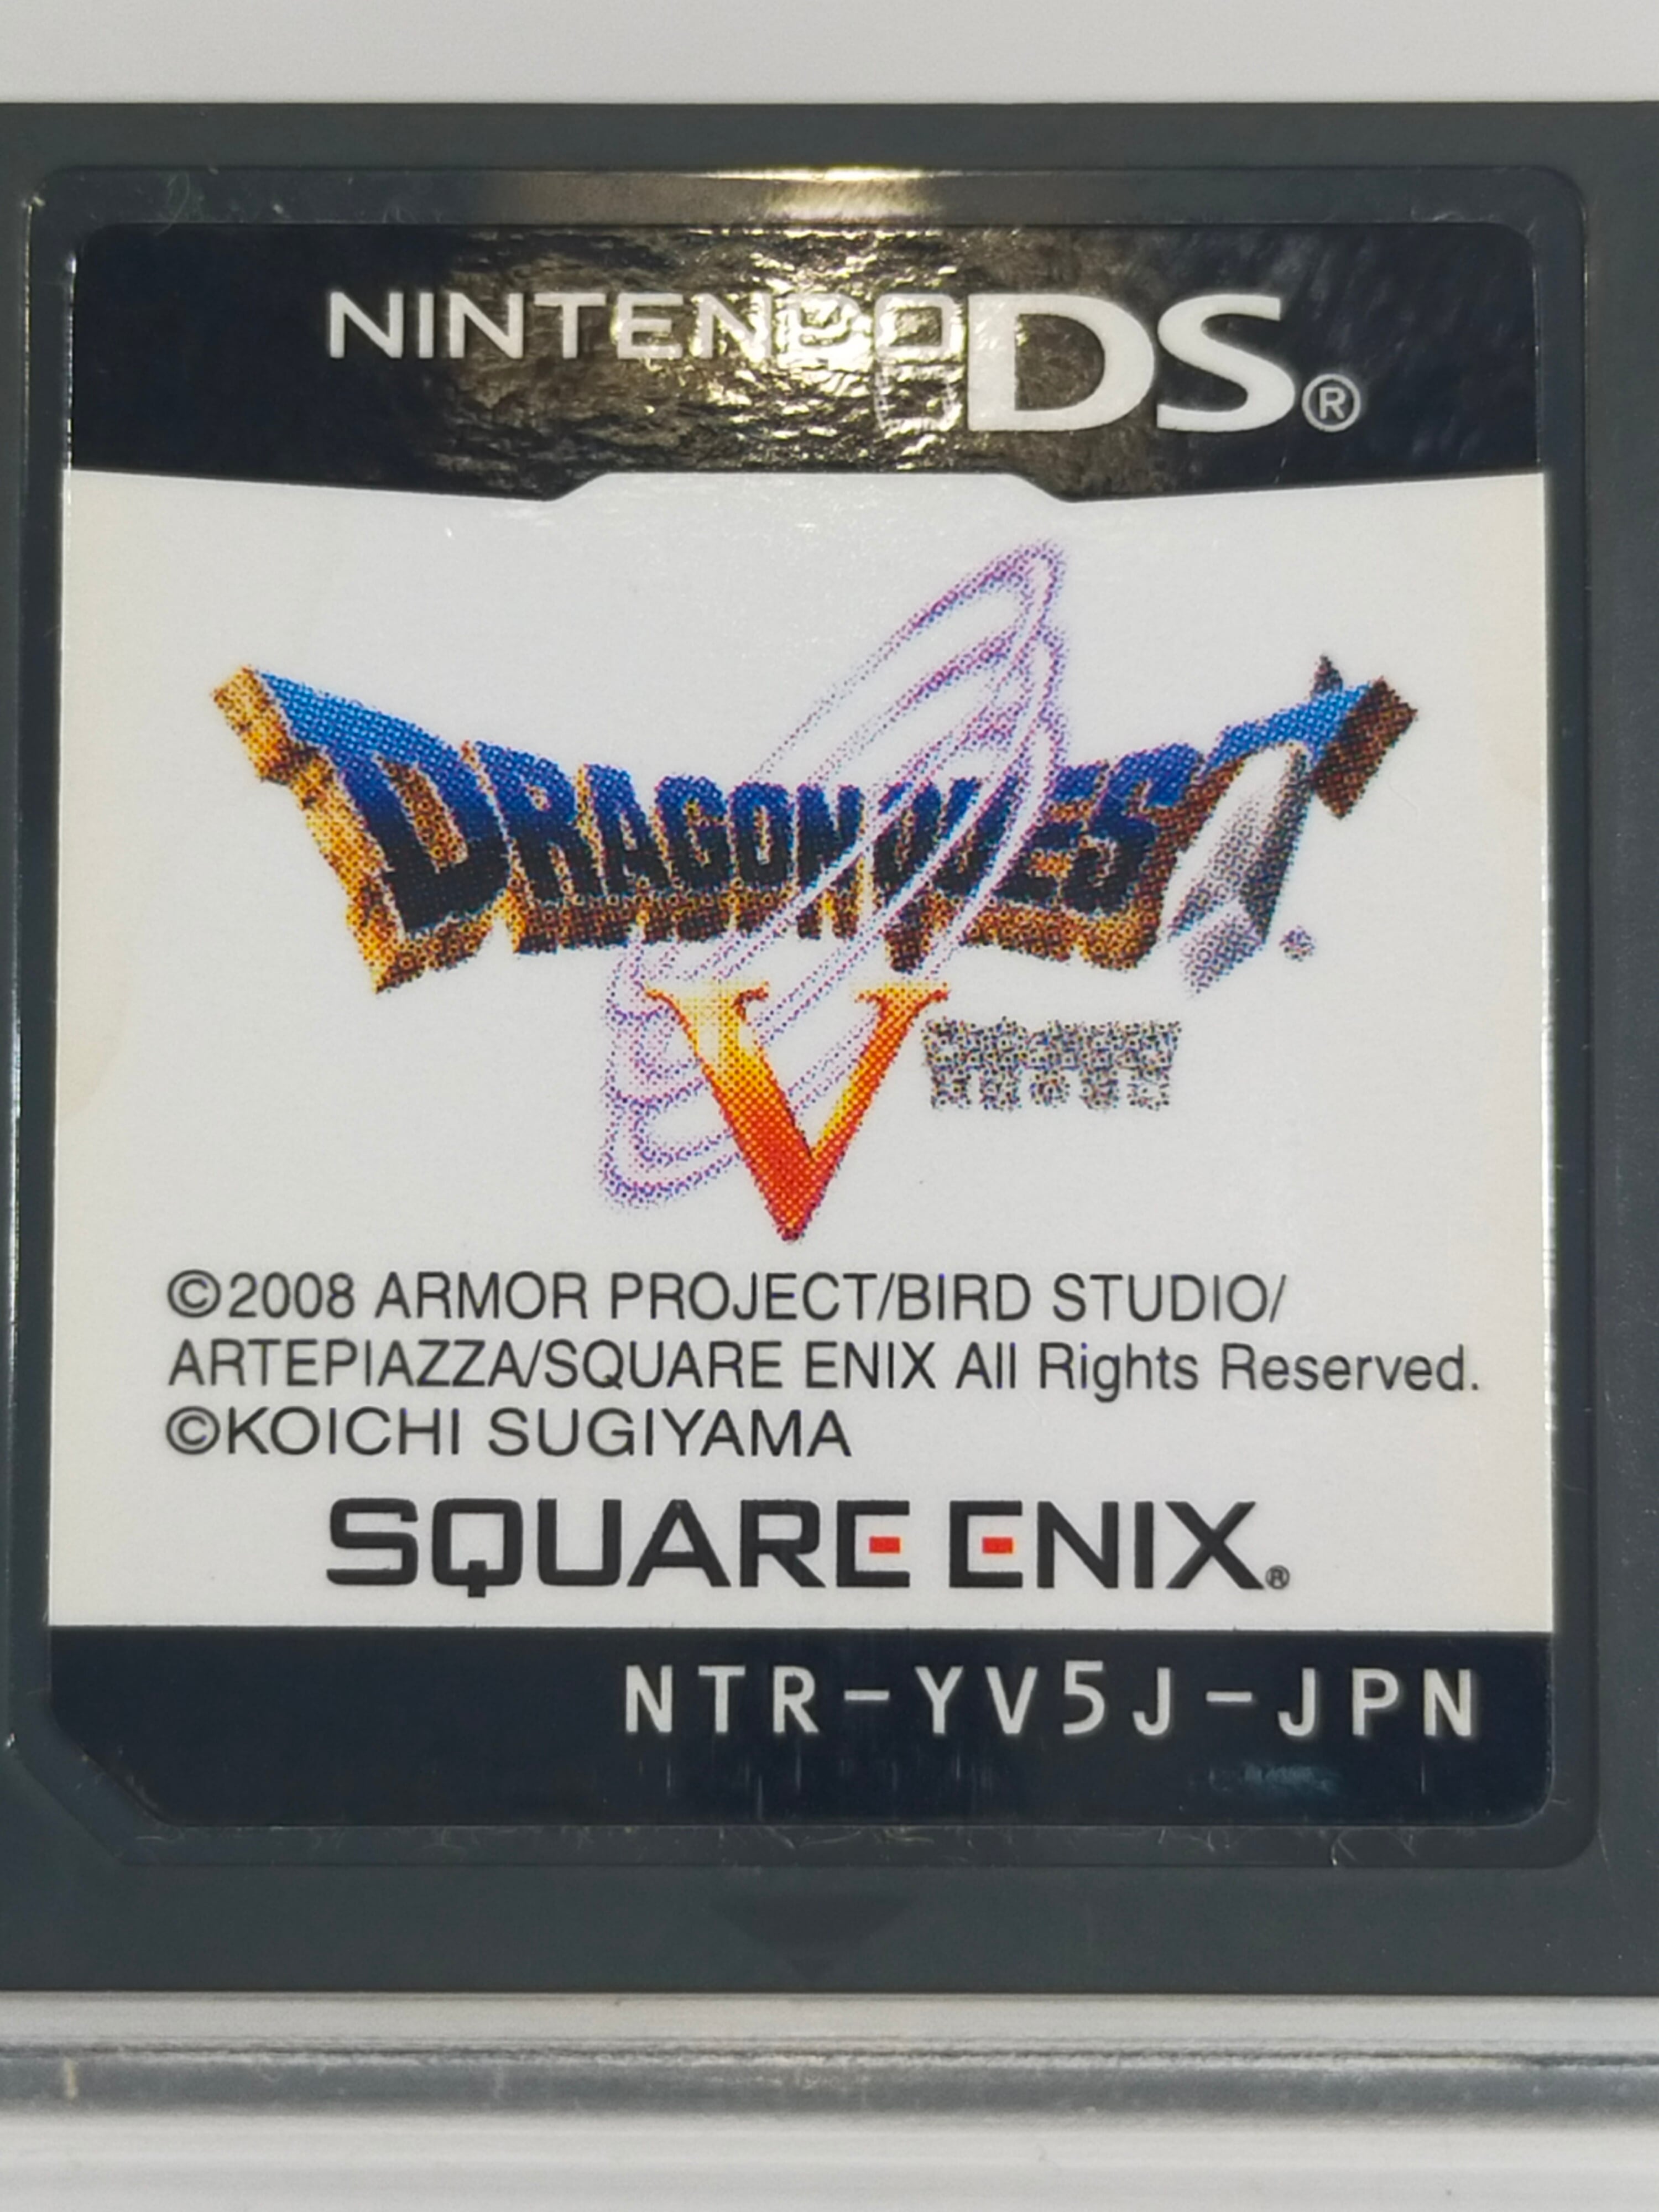 NINTENDO DS®
DRAGON QUEST
V
©2008 ARMOR PROJECT/BIRD STUDIO/
ARTEPIAZZA/SQUARE ENIX All Rights Reserved.
©KOICHI SUGIYAMA
SQUARE ENIX®
NTR-YV5J-JPN